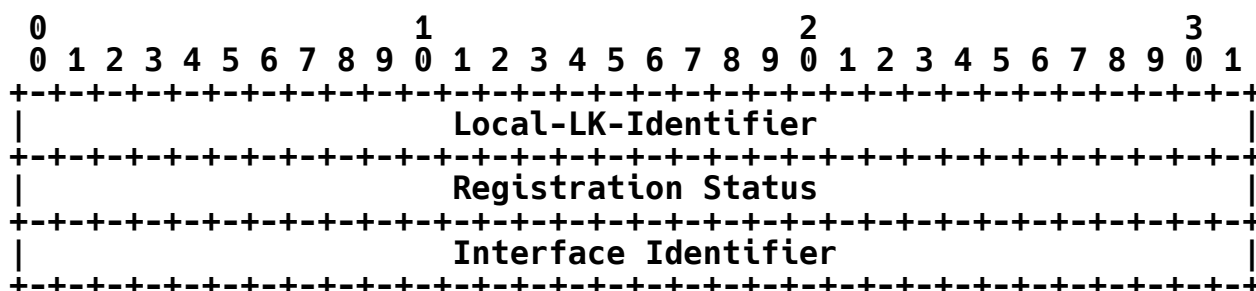 0                   1                   2                   3
 0 1 2 3 4 5 6 7 8 9 0 1 2 3 4 5 6 7 8 9 0 1 2 3 4 5 6 7 8 9 0 1
+-+-+-+-+-+-+-+-+-+-+-+-+-+-+-+-+-+-+-+-+-+-+-+-+-+-+-+-+-+-+-+-+
|                      Local-LK-Identifier                      |
+-+-+-+-+-+-+-+-+-+-+-+-+-+-+-+-+-+-+-+-+-+-+-+-+-+-+-+-+-+-+-+-+
|                      Registration Status                      |
+-+-+-+-+-+-+-+-+-+-+-+-+-+-+-+-+-+-+-+-+-+-+-+-+-+-+-+-+-+-+-+-+
|                      Interface Identifier                     |
+-+-+-+-+-+-+-+-+-+-+-+-+-+-+-+-+-+-+-+-+-+-+-+-+-+-+-+-+-+-+-+-+